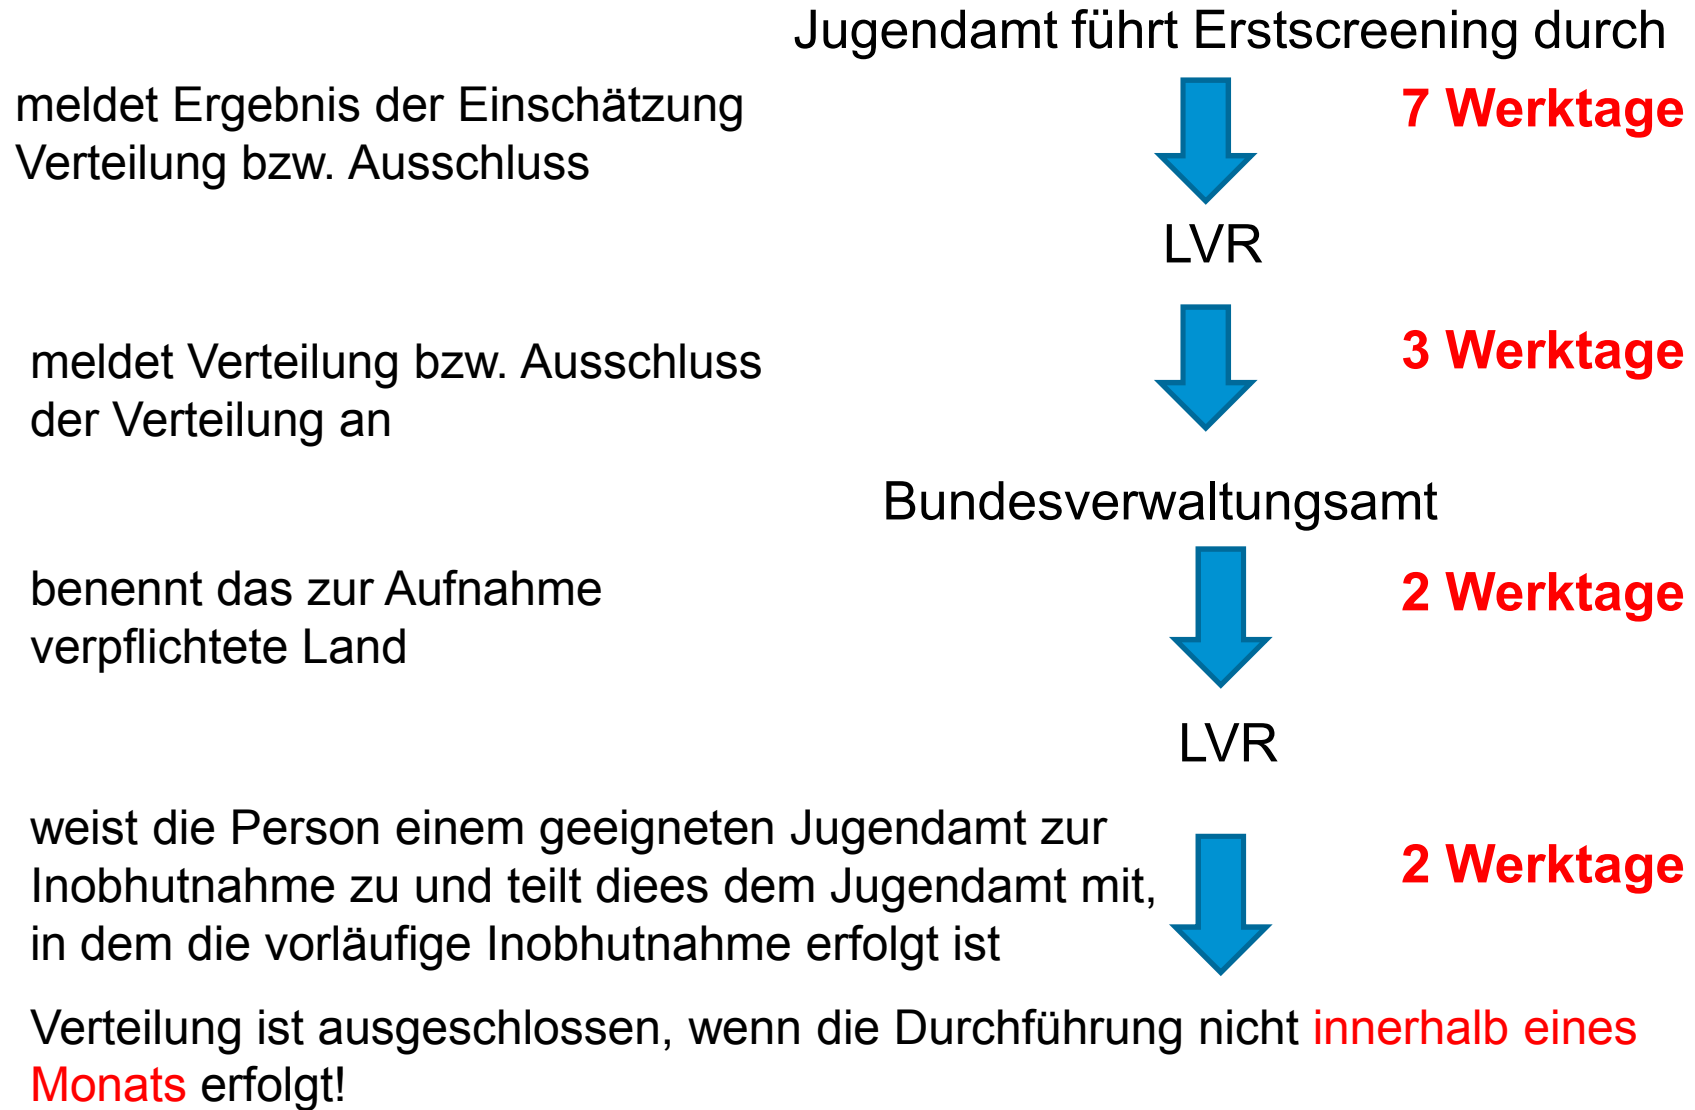 Jugendamt führt Erstscreening durch
meldet Ergebnis der Einschätzung
Verteilung bzw. Ausschluss
7 Werktage
LVR
meldet Verteilung bzw. Ausschluss
der Verteilung an
3 Werktage
Bundesverwaltungsamt
benennt das zur Aufnahme
verpflichtete Land
2 Werktage
LVR
weist die Person einem geeigneten Jugendamt zur
Inobhutnahme zu und teilt diees dem Jugendamt mit,
in dem die vorläufige Inobhutnahme erfolgt ist
2 Werktage
Verteilung ist ausgeschlossen, wenn die Durchführung nicht innerhalb eines
Monats erfolgt!